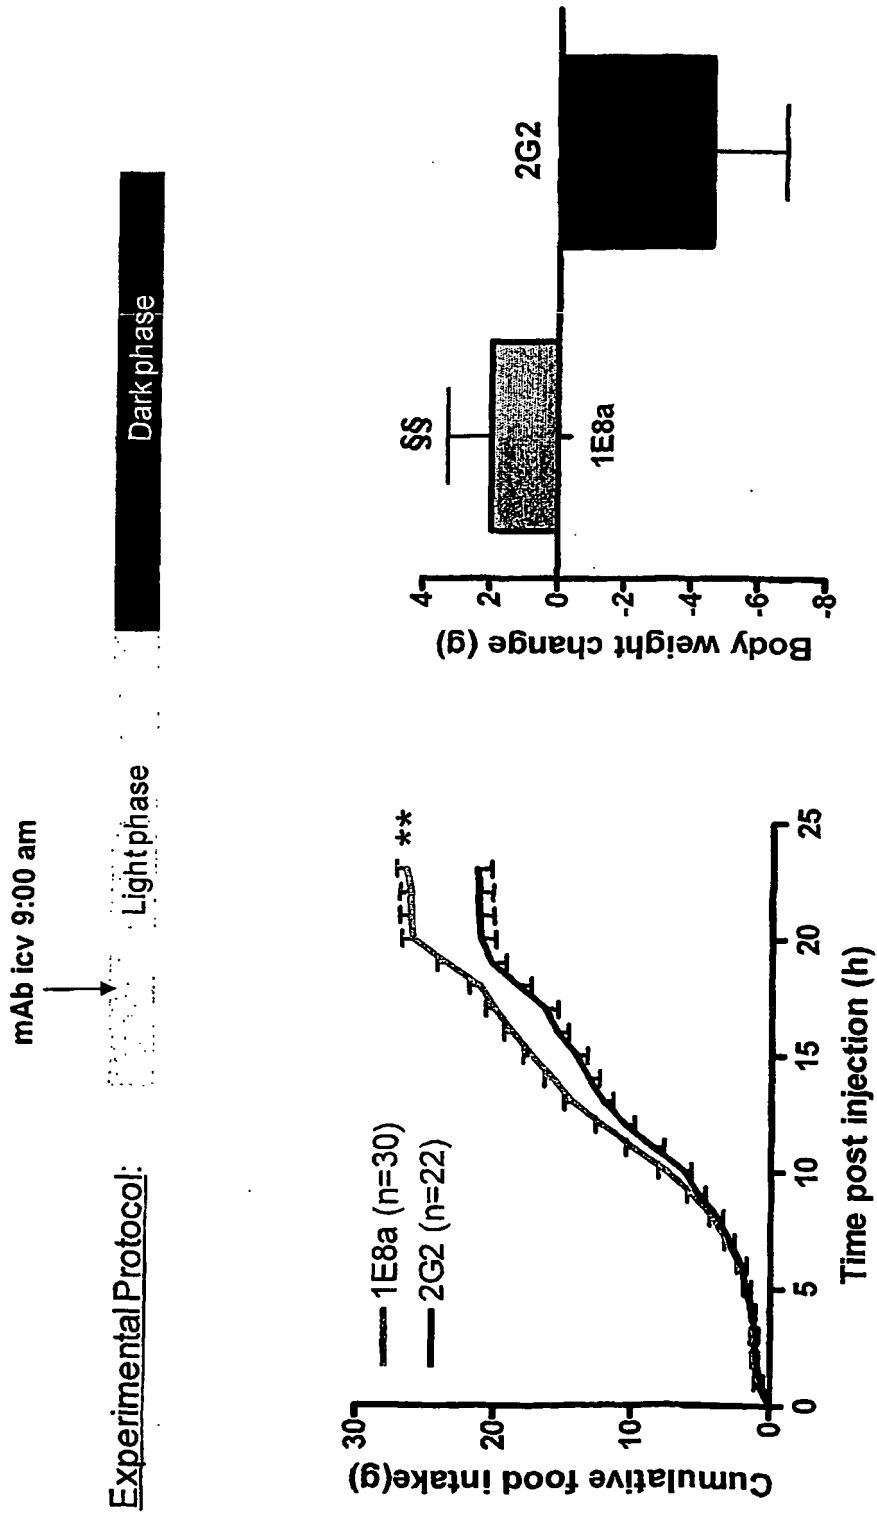 Experimental Protocol:
mAb icv 9:00 am
Light phase
Dark phase
Cumulative food intake(g)
30
20
10
0
1E8a (n=30)
2G2 (n=22)
**
0
5
10
15
20
25
Time post injection (h)
Body weight change (g)
4
2
0
-2
-4
-6
-8
§§
1E8a
2G2